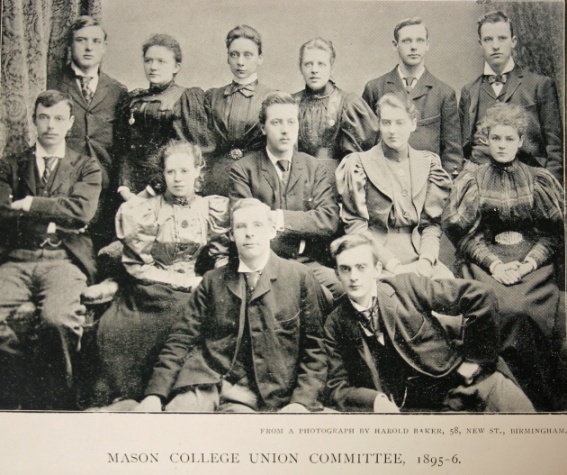 FROM A PHOTOGRAPH BY HAROLD BAKER, 58, NEW ST., BIRMINGHAM.
MASON COLLEGE UNION COMMITTEE, 1895-6.